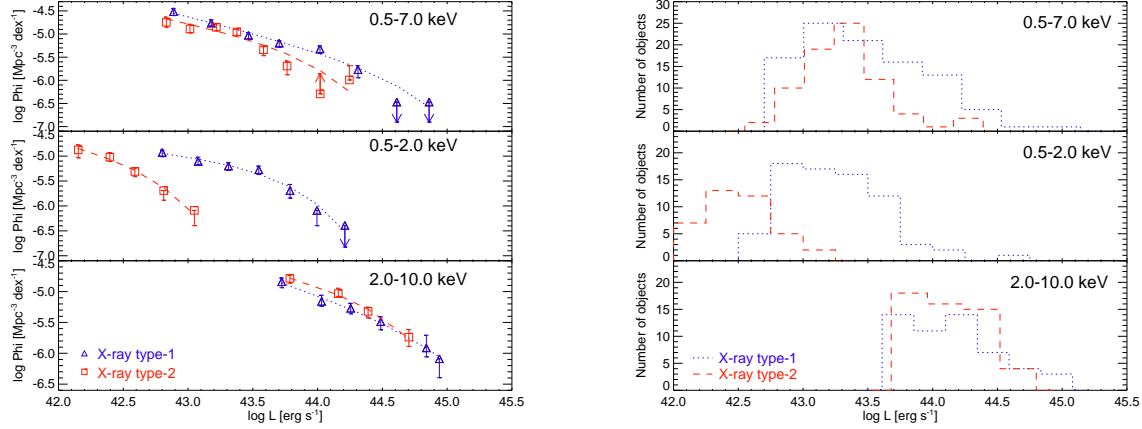 0.5-7.0 keV
log Phi [Mpc⁻³ dex⁻¹]
-4.5
-5.0
-5.5
-6.0
-6.5
-7.0
0.5-2.0 keV
log Phi [Mpc⁻³ dex⁻¹]
-4.5
-5.0
-5.5
-6.0
-6.5
-7.0
2.0-10.0 keV
log Phi [Mpc⁻³ dex⁻¹]
-4.5
-5.0
-5.5
-6.0
-6.5
X-ray type-1
X-ray type-2
42.0 42.5 43.0 43.5 44.0 44.5 45.0 45.5
log L [erg s⁻¹]
0.5-7.0 keV
Number of objects
30
25
20
15
10
5
0.5-2.0 keV
Number of objects
20
15
10
5
2.0-10.0 keV
Number of objects
20
15
10
5
0
X-ray type-1
X-ray type-2
42.0 42.5 43.0 43.5 44.0 44.5 45.0 45.5
log L [erg s⁻¹]